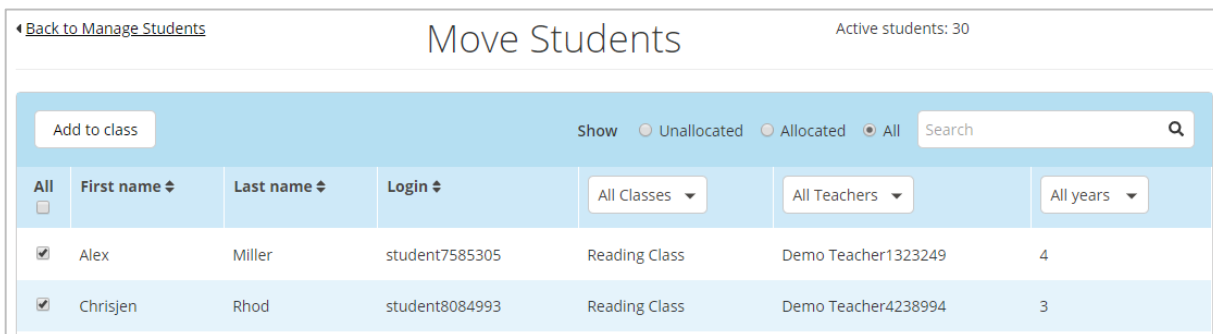 Back to Manage Students
Move Students
Active students: 30
Add to class
Show Unallocated Allocated All Search
All First name Last name Login All Classes All Teachers All years
Alex Miller student7585305 Reading Class Demo Teacher1323249 4
Chrisjen Rhod student8084993 Reading Class Demo Teacher4238994 3